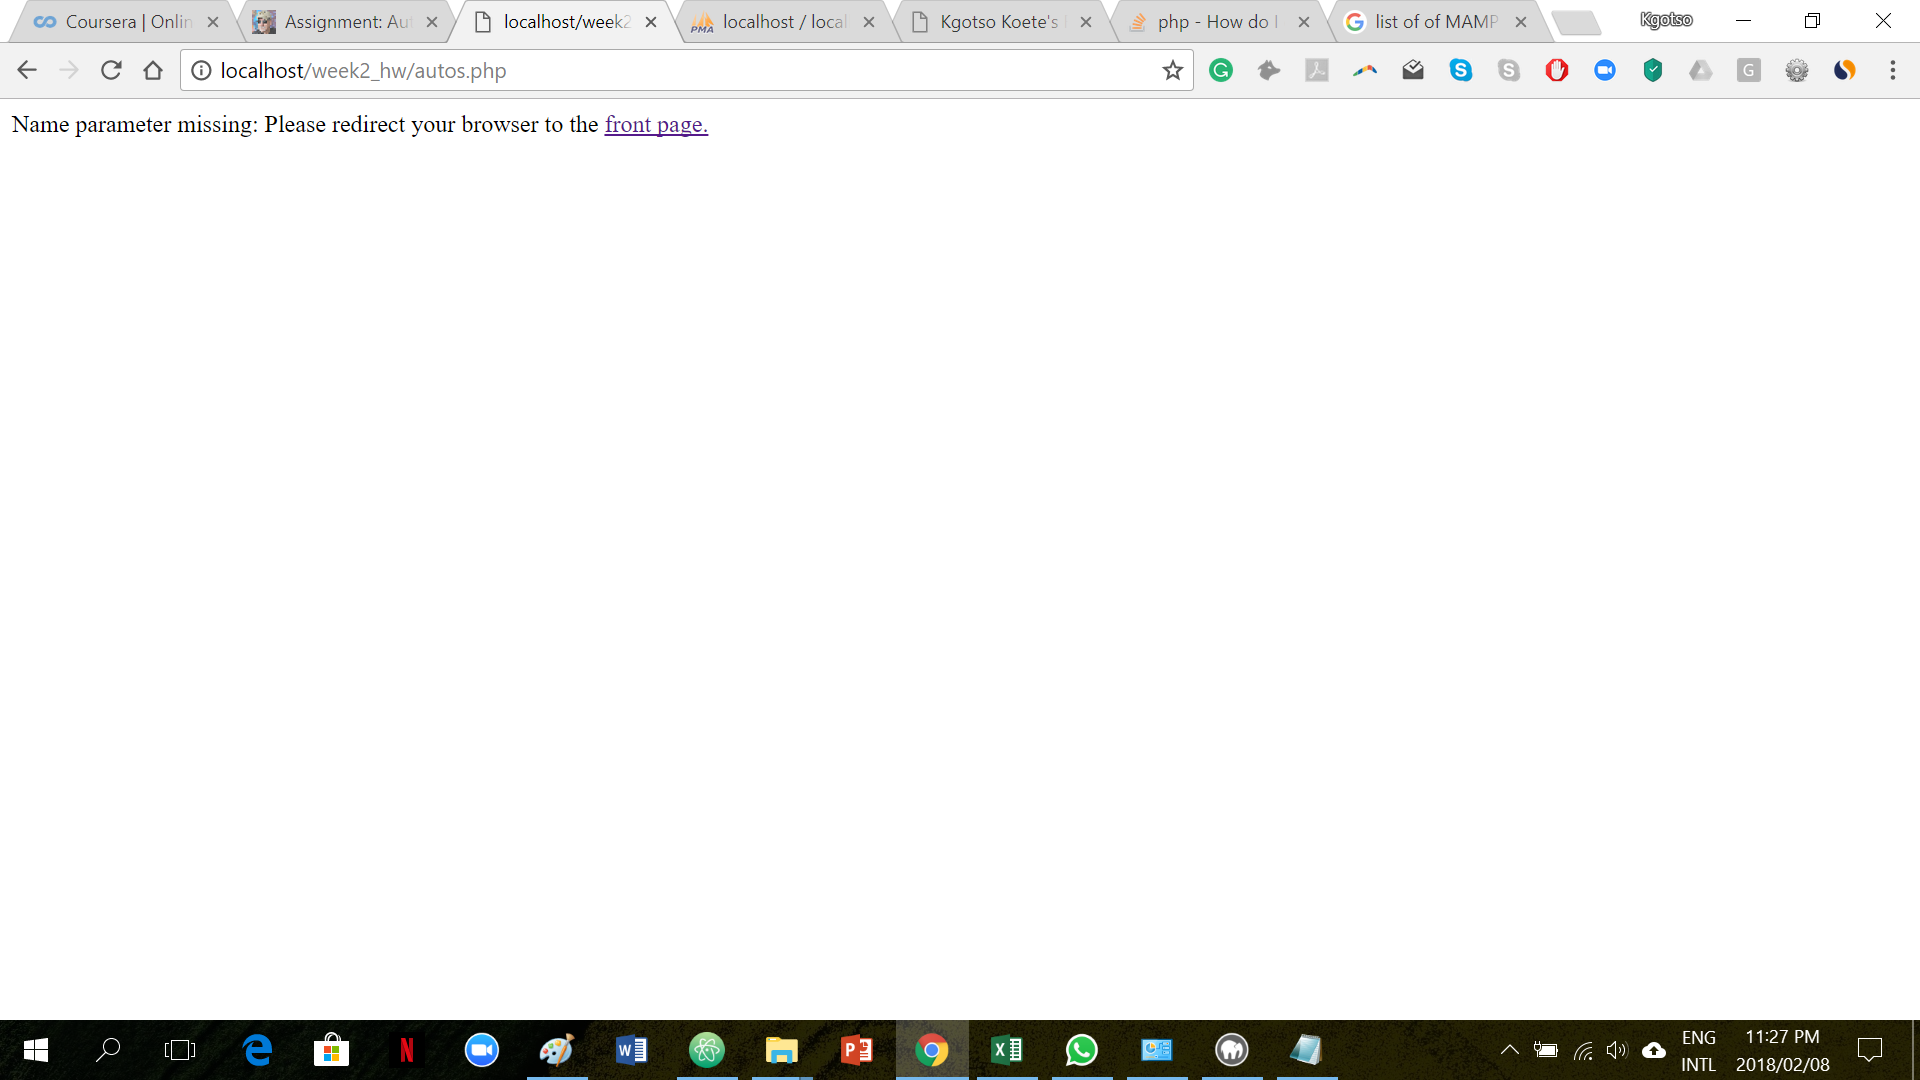 Coursera | Onlin
Assignment: Aut
localhost/week2
PMA
localhost / local
Kgotso Koete's
php - How do I
list of of MAMP
Kgotso
localhost/week2_hw/autos.php
Name parameter missing: Please redirect your browser to the front page.
ENG
INTL
11:27 PM
2018/02/08